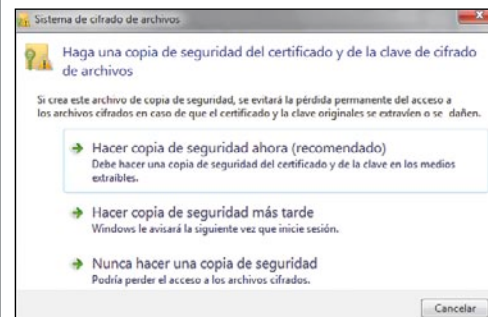 Sistema de cifrado de archivos
Haga una copia de seguridad del certificado y de la clave de cifrado
de archivos
Si crea este archivo de copia de seguridad, se evitará la pérdida permanente del acceso a
los archivos cifrados en caso de que el certificado y la clave originales se extravíen o se dañen.
Hacer copia de seguridad ahora (recomendado)
Debe hacer una copia de seguridad del certificado y de la clave en los medios
extraíbles.
Hacer copia de seguridad más tarde
Windows le avisará la siguiente vez que inicie sesión.
Nunca hacer una copia de seguridad
Podría perder el acceso a los archivos cifrados.
Cancelar